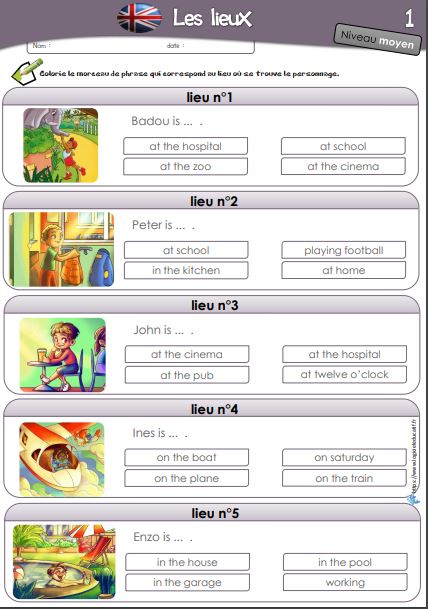 Les lieux
1
Niveau moyen
Nom :
date :
Colorie le morceau de phrase qui correspond au lieu où se trouve le personnage.
lieu n°1
Badou is ... .
at the hospital
at school
at the zoo
at the cinema
lieu n°2
Peter is ... .
at school
playing football
in the kitchen
at home
lieu n°3
John is ... .
at the cinema
at the hospital
at the pub
at twelve o'clock
lieu n°4
Ines is ... .
on the boat
on saturday
on the plane
on the train
https://www.logicieleducatif.fr
lieu n°5
Enzo is ... .
in the house
in the pool
in the garage
working